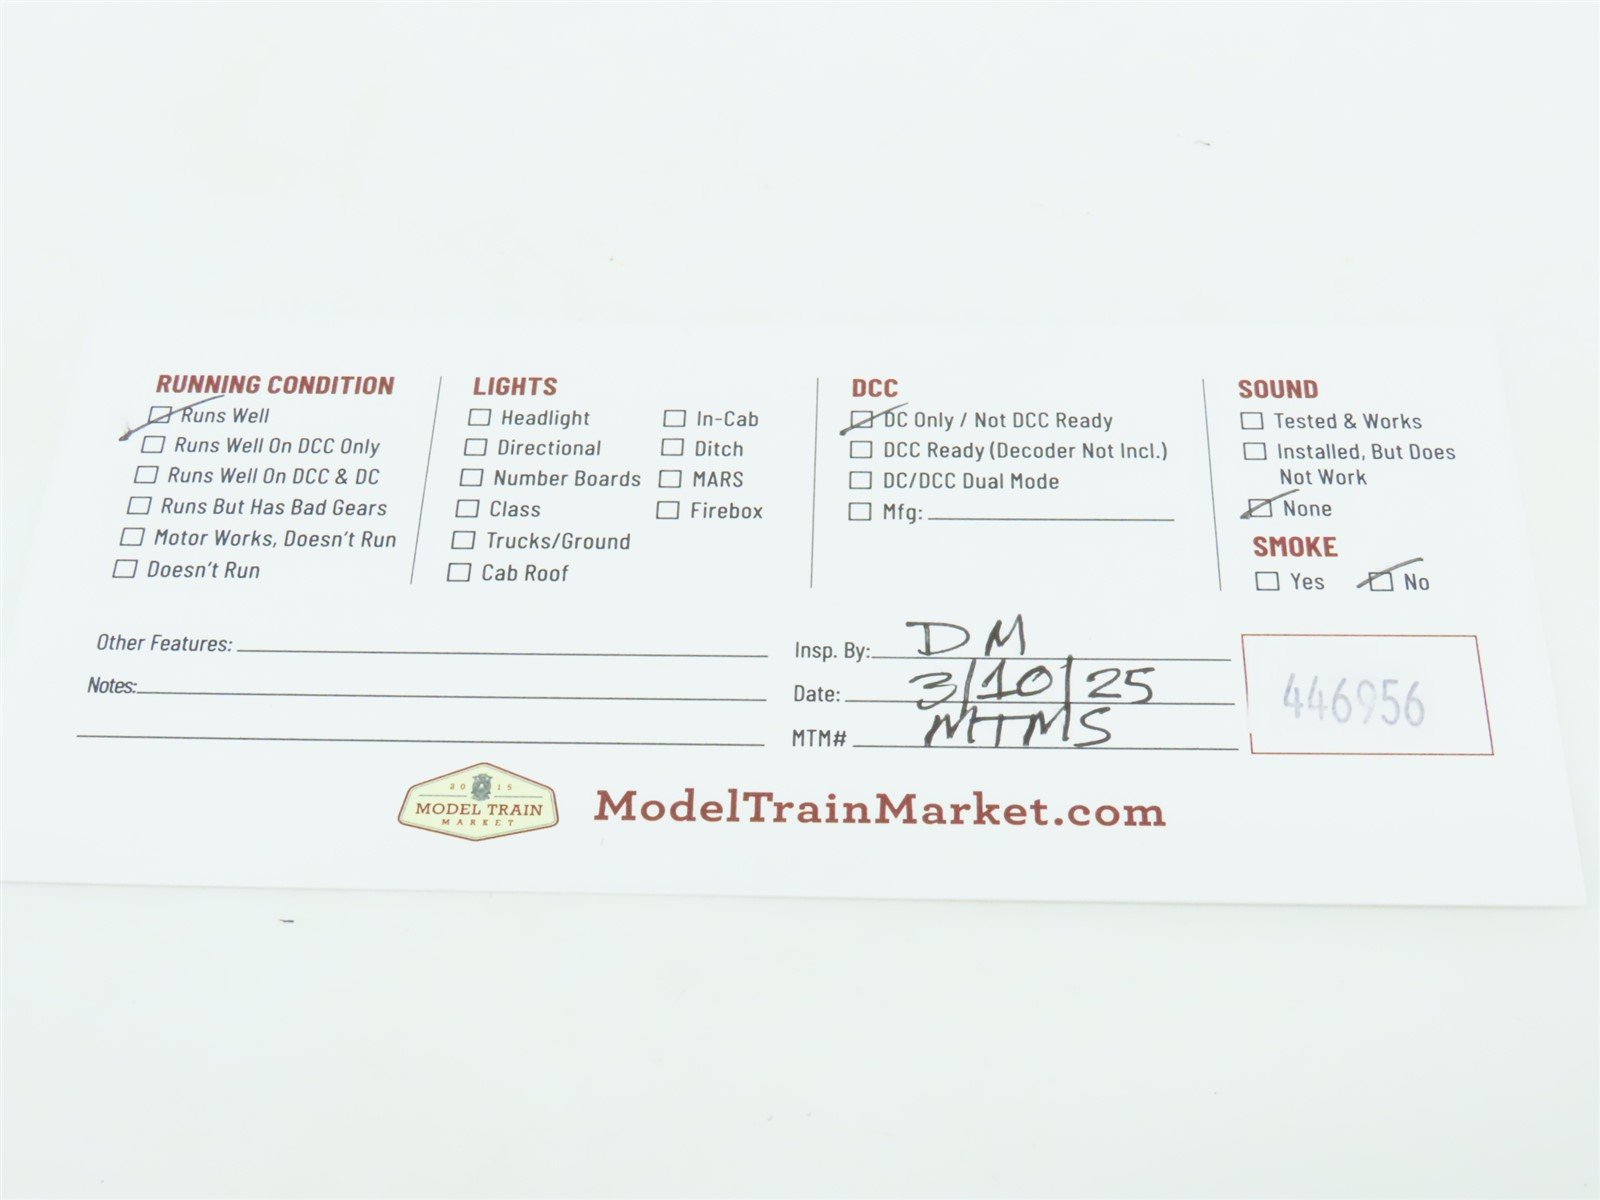 RUNNING CONDITION
Runs Well
Runs Well On DCC Only
Runs Well On DCC & DC
Runs But Has Bad Gears
Motor Works, Doesn't Run
Doesn't Run
LIGHTS
Headlight
Directional
Number Boards
Class
Trucks/Ground
Cab Roof
In-Cab
Ditch
MARS
Firebox
DCC
DC Only / Not DCC Ready
DCC Ready (Decoder Not Incl.)
DC/DCC Dual Mode
Mfg:
SOUND
Tested & Works
Installed, But Does
Not Work
None
SMOKE
Yes No
Other Features:
Notes:
Insp. By: DM
Date: 3/10/25
MTM# MTMS
446956
2015
MODEL TRAIN
MARKET
ModelTrainMarket.com